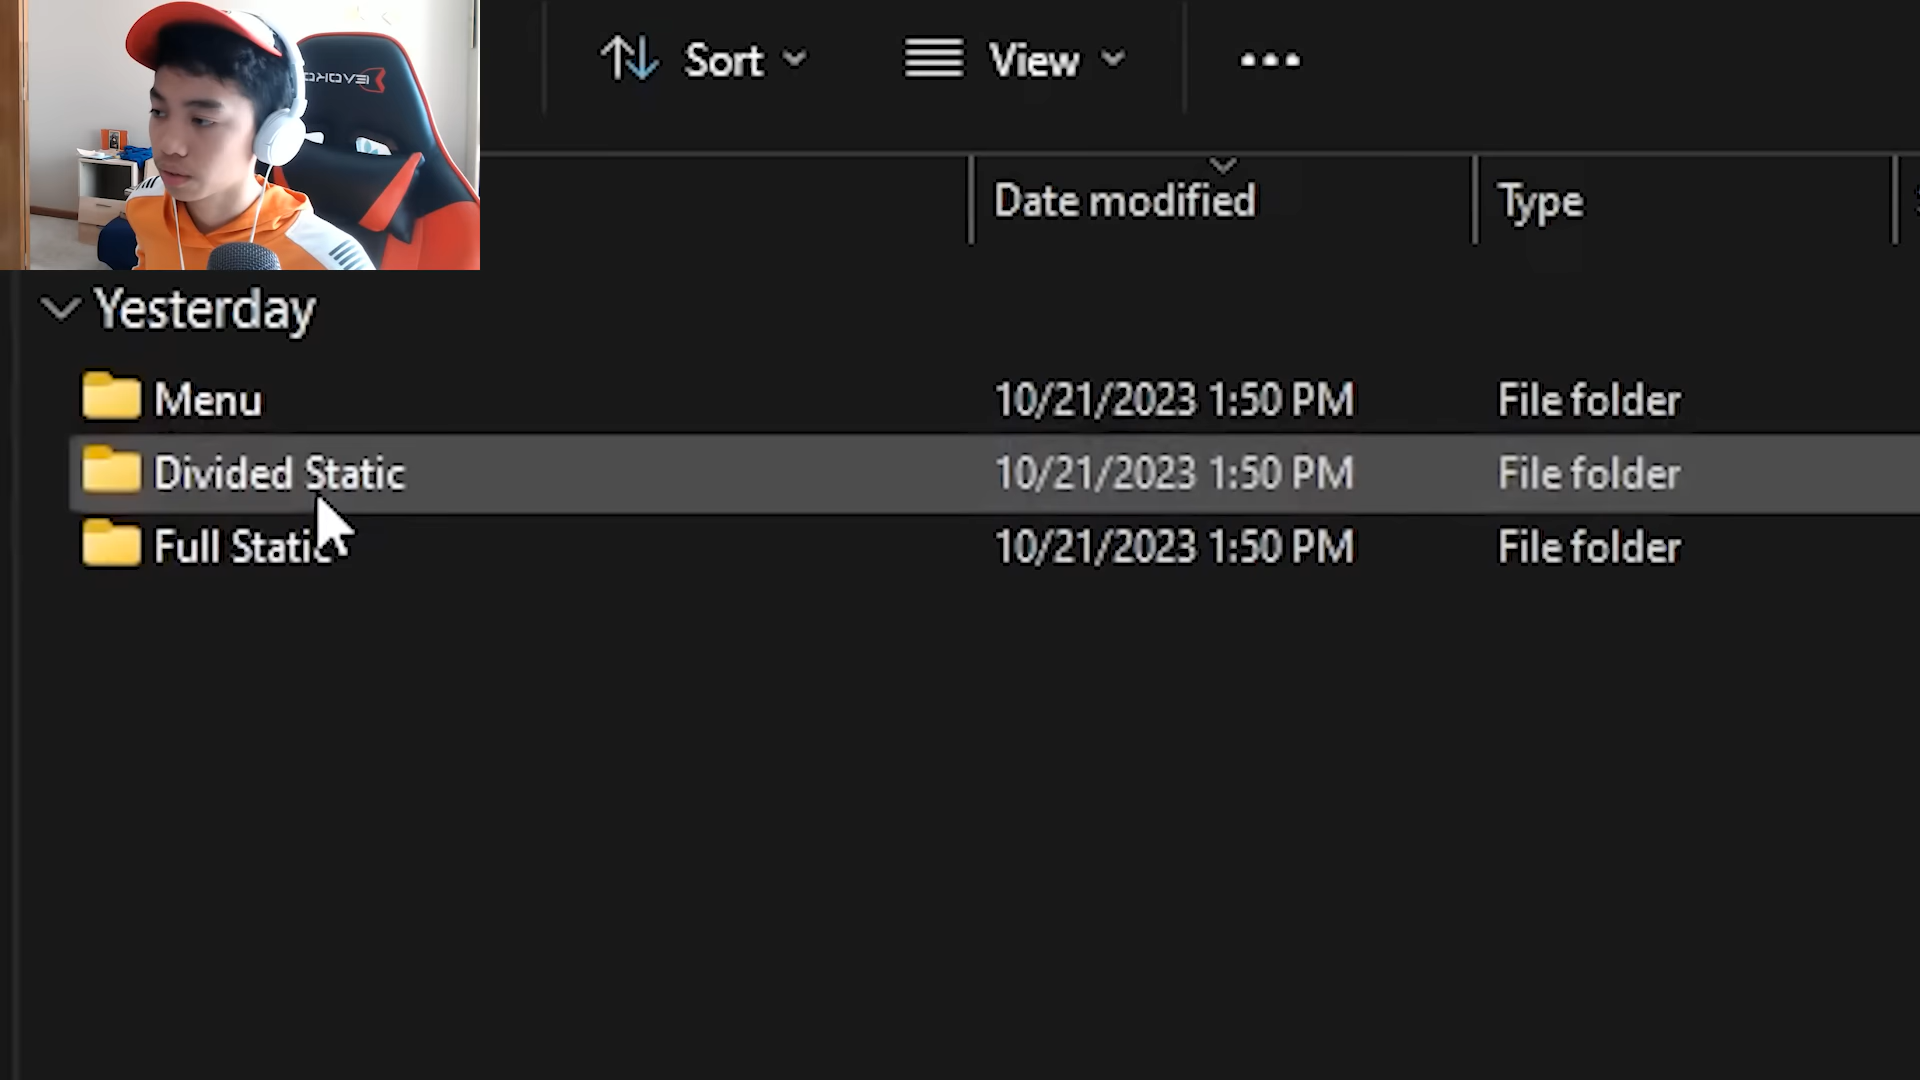 Sort
View
Date modified
Type
Yesterday
Menu 10/21/2023 1:50 PM File folder
Divided Static 10/21/2023 1:50 PM File folder
Full Static 10/21/2023 1:50 PM File folder